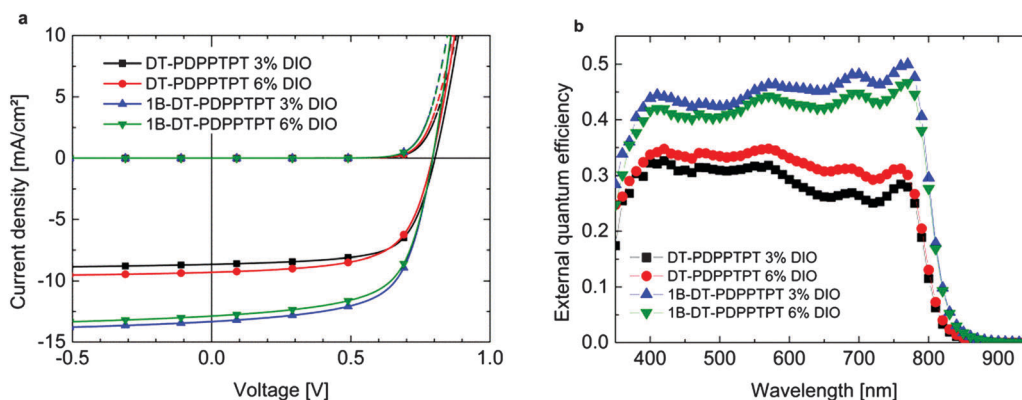 a
10
5
0
-5
-10
-15
Current density [mA/cm²]
DT-PDPPTPT 3% DIO
DT-PDPPTPT 6% DIO
1B-DT-PDPPTPT 3% DIO
1B-DT-PDPPTPT 6% DIO
-0.5 0.0 0.5 1.0
Voltage [V]
b
0.5
0.4
0.3
0.2
0.1
0.0
External quantum efficiency
DT-PDPPTPT 3% DIO
DT-PDPPTPT 6% DIO
1B-DT-PDPPTPT 3% DIO
1B-DT-PDPPTPT 6% DIO
400 500 600 700 800 900
Wavelength [nm]